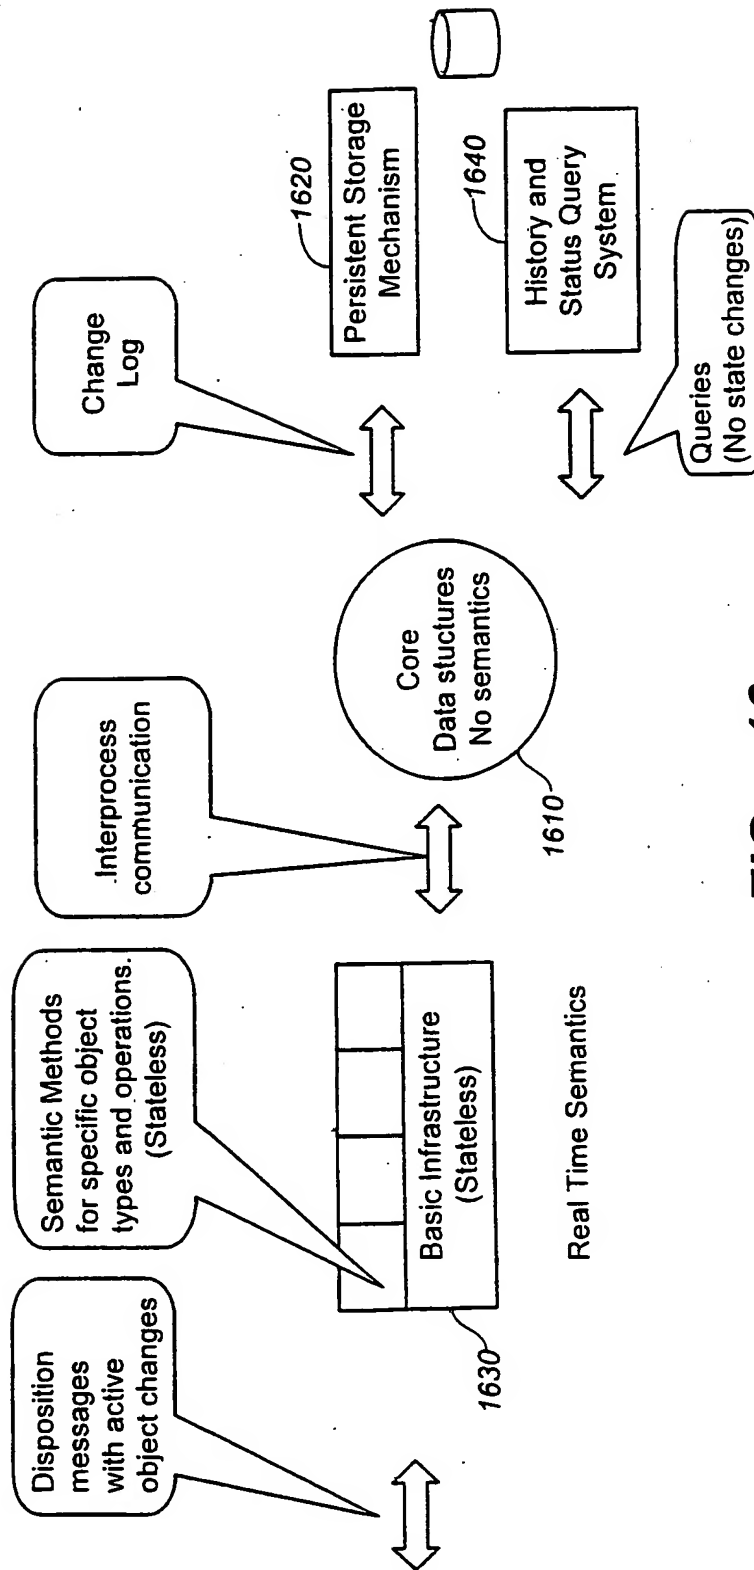 Disposition
messages
with active
object changes
Semantic Methods
for specific object
types and operations.
(Stateless)
.Interprocess
communication
Change
Log
1630
Basic Infrastructure
(Stateless)
Real Time Semantics
1610
Core
Data stuctures
No semantics
1620
Persistent Storage
Mechanism
1640
History and
Status Query
System
Queries
(No state changes)